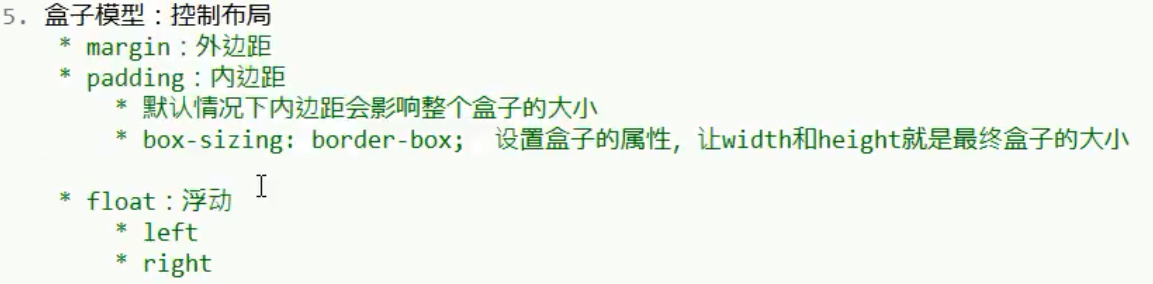 5. 盒子模型：控制布局
* margin：外边距
* padding：内边距
* 默认情况下内边距会影响整个盒子的大小
* box-sizing: border-box;  设置盒子的属性，让width和height就是最终盒子的大小
* float：浮动
* left
* right